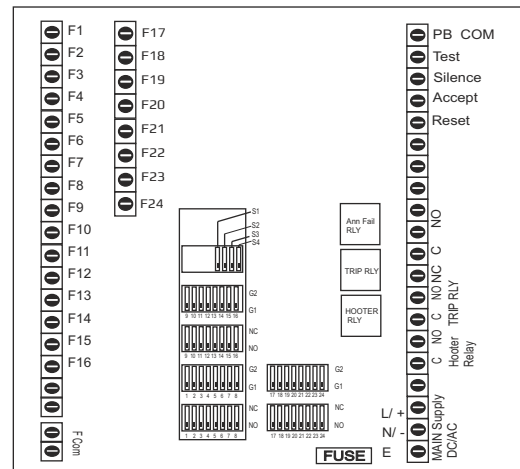 F1
F2
F3
F4
F5
F6
F7
F8
F9
F10
F11
F12
F13
F14
F15
F16
F Com
F17
F18
F19
F20
F21
F22
F23
F24
S1
S2
S3
S4
G2
G1
9 10 11 12 13 14 15 16
NC
NO
9 10 11 12 13 14 15 16
G2
G1
1 2 3 4 5 6 7 8
NC
NO
1 2 3 4 5 6 7 8
G2
G1
17 18 19 20 21 22 23 24
NC
NO
17 18 19 20 21 22 23 24
Ann Fail
RLY
TRIP RLY
HOOTER
RLY
FUSE
PB COM
Test
Silence
Accept
Reset
NO
C
NC
NO
C
TRIP RLY
NO
C
Hooter
Relay
L/ +
N/ -
E
MAIN Supply
DC/AC